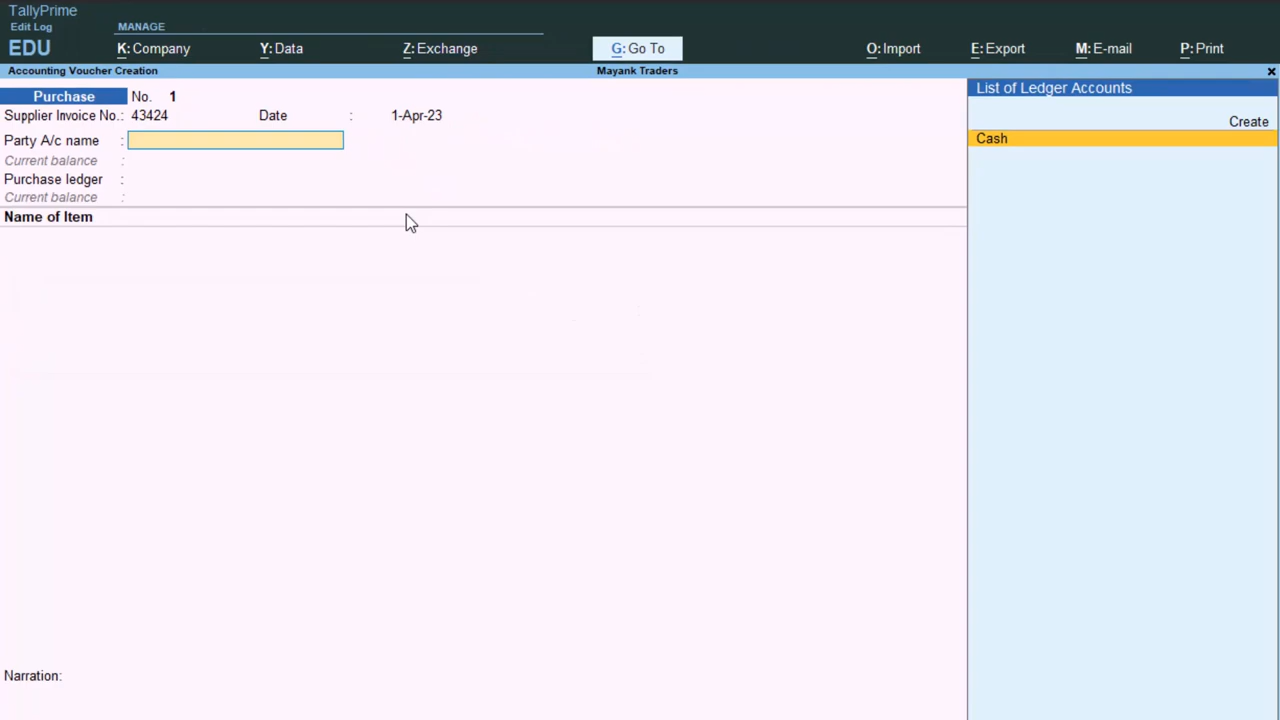 TallyPrime
Edit Log
MANAGE
EDU K: Company Y: Data Z: Exchange G: Go To O: Import E: Export M: E-mail P: Print
Accounting Voucher Creation Mayank Traders ×
Purchase No. 1
Supplier Invoice No.: 43424 Date : 1-Apr-23
Party A/c name :
Current balance :
Purchase ledger :
Current balance :
Name of Item
Narration:
List of Ledger Accounts
Create
Cash